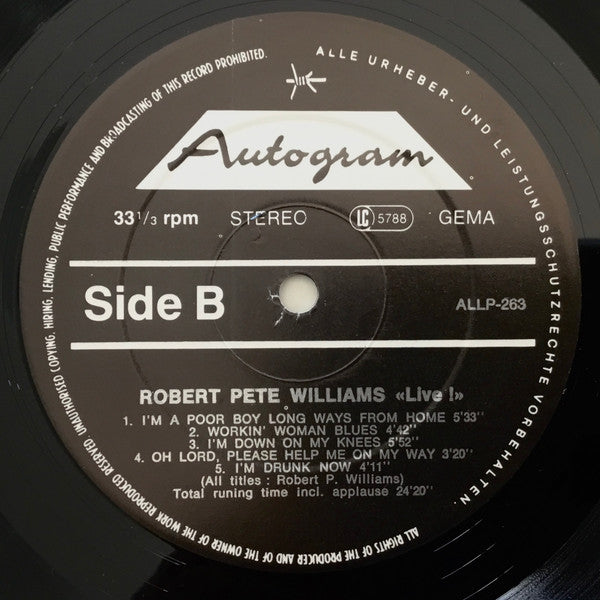 ALLE URHEBER- UND LEISTUNGSSCHUTZRECHTE VORBEHALTEN.
Autogram
33 1/3 rpm STEREO LC 5788 GEMA
Side B
ALLP-263
ROBERT PETE WILLIAMS «Live !»
1. I'M A POOR BOY LONG WAYS FROM HOME 5'33''
2. WORKIN' WOMAN BLUES 4'42''
3. I'M DOWN ON MY KNEES 5'52''
4. OH LORD, PLEASE HELP ME ON MY WAY 3'20''
5. I'M DRUNK NOW 4'11''
(All titles : Robert P. Williams)
Total runing time incl. applause 24'20''
ALL RIGHTS OF THE PRODUCER AND OF THE OWNER OF THE WORK REPRODUCED RESERVED. UNAUTHORISED COPYING, HIRING, LENDING, PUBLIC PERFORMANCE AND BROADCASTING OF THIS RECORD PROHIBITED.